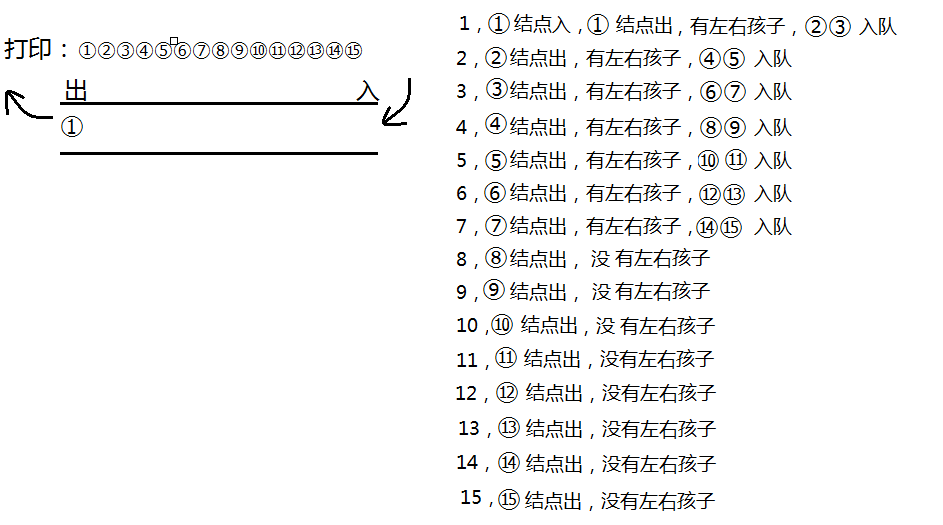 打印：①②③④⑤⑥⑦⑧⑨⑩⑪⑫⑬⑭⑮
出 入
①
1，①结点入，① 结点出，有左右孩子，②③ 入队
2，②结点出，有左右孩子，④⑤ 入队
3，③结点出，有左右孩子，⑥⑦ 入队
4，④结点出，有左右孩子，⑧⑨ 入队
5，⑤结点出，有左右孩子，⑩ ⑪ 入队
6，⑥结点出，有左右孩子，⑫⑬ 入队
7，⑦结点出，有左右孩子，⑭⑮ 入队
8，⑧结点出， 没 有左右孩子
9，⑨结点出， 没 有左右孩子
10，⑩ 结点出，没 有左右孩子
11，⑪ 结点出，没有左右孩子
12，⑫ 结点出，没有左右孩子
13，⑬结点出，没有左右孩子
14，⑭ 结点出，没有左右孩子
15，⑮结点出，没有左右孩子